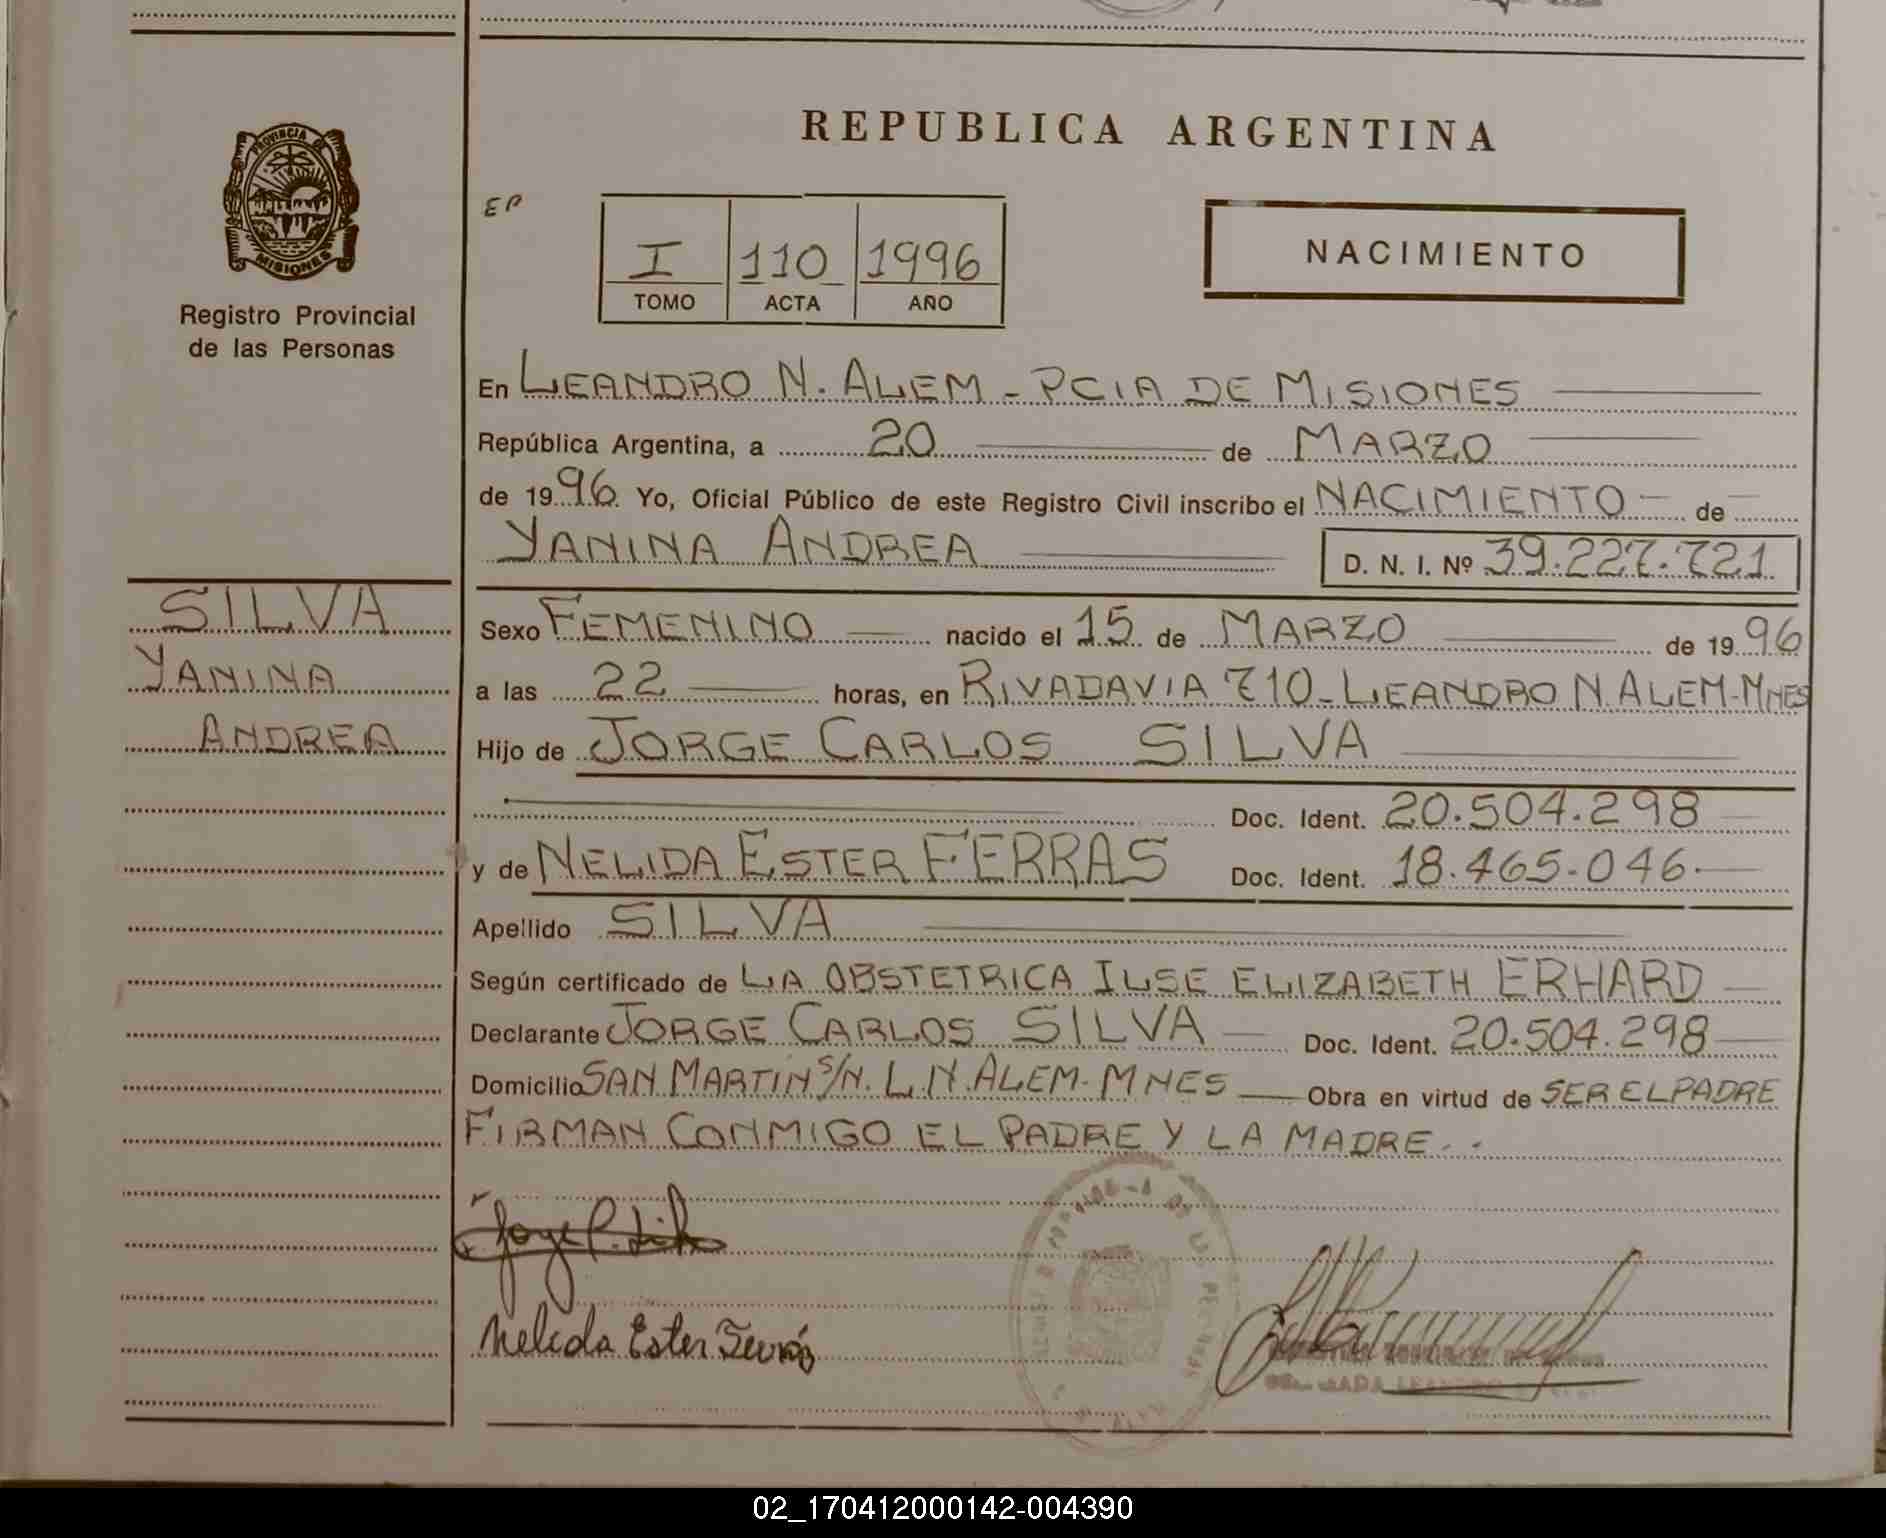 PROVINCIA DE
MISIONES
Registro Provincial
de las Personas
SILVA
YANINA
ANDREA
REPUBLICA ARGENTINA
EP
I 110 1996
TOMO ACTA AÑO
NACIMIENTO
En LEANDRO N. ALEM - PCIA DE MISIONES
República Argentina, a 20 de MARZO
de 1996 Yo, Oficial Público de este Registro Civil inscribo el NACIMIENTO de
YANINA ANDREA D. N. I. Nº 39.227.721
Sexo FEMENINO nacido el 15 de MARZO de 1996
a las 22 horas, en RIVADAVIA 710 - LEANDRO N. ALEM - MNES
Hijo de JORGE CARLOS SILVA
Doc. Ident. 20.504.298
y de NELIDA ESTER FERRAS Doc. Ident. 18.465.046.
Apellido SILVA
Según certificado de LA OBSTETRICA ILSE ELIZABETH ERHARD
Declarante JORGE CARLOS SILVA Doc. Ident. 20.504.298
Domicilio SAN MARTIN S/N. L.N. ALEM - MNES Obra en virtud de SER EL PADRE
FIRMAN CONMIGO EL PADRE Y LA MADRE..
Jorge C. Silva
Nelida Ester Ferrás
02_170412000142-004390